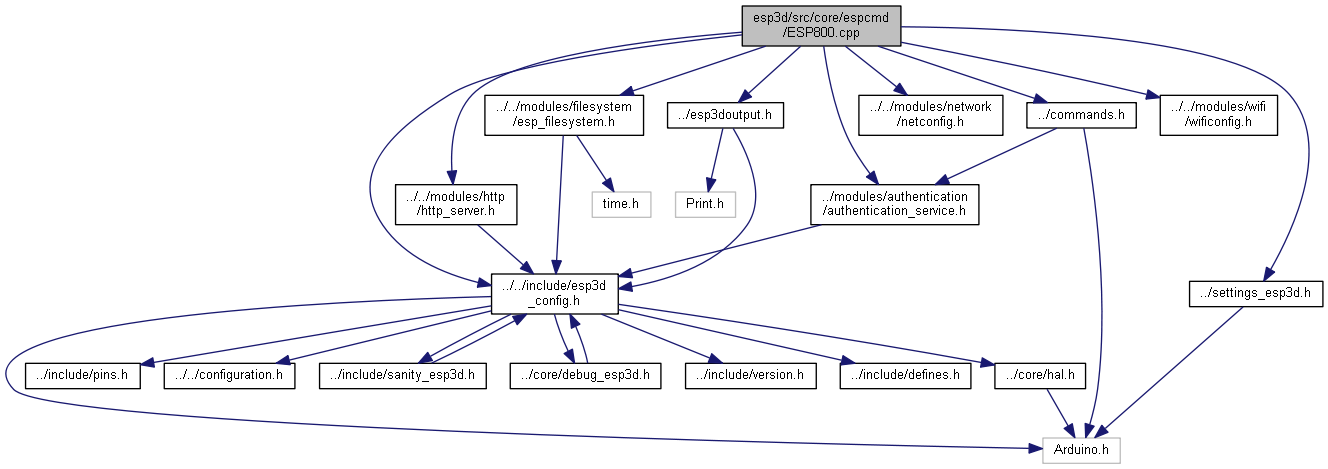 esp3d/src/core/espcmd
/ESP800.cpp
../../modules/filesystem
/esp_filesystem.h
../esp3doutput.h
../../modules/network
/netconfig.h
../commands.h
../../modules/wifi
/wificonfig.h
../../modules/http
/http_server.h
time.h
Print.h
../modules/authentication
/authentication_service.h
../../include/esp3d
_config.h
../settings_esp3d.h
../include/pins.h
../../configuration.h
../include/sanity_esp3d.h
../core/debug_esp3d.h
../include/version.h
../include/defines.h
../core/hal.h
Arduino.h